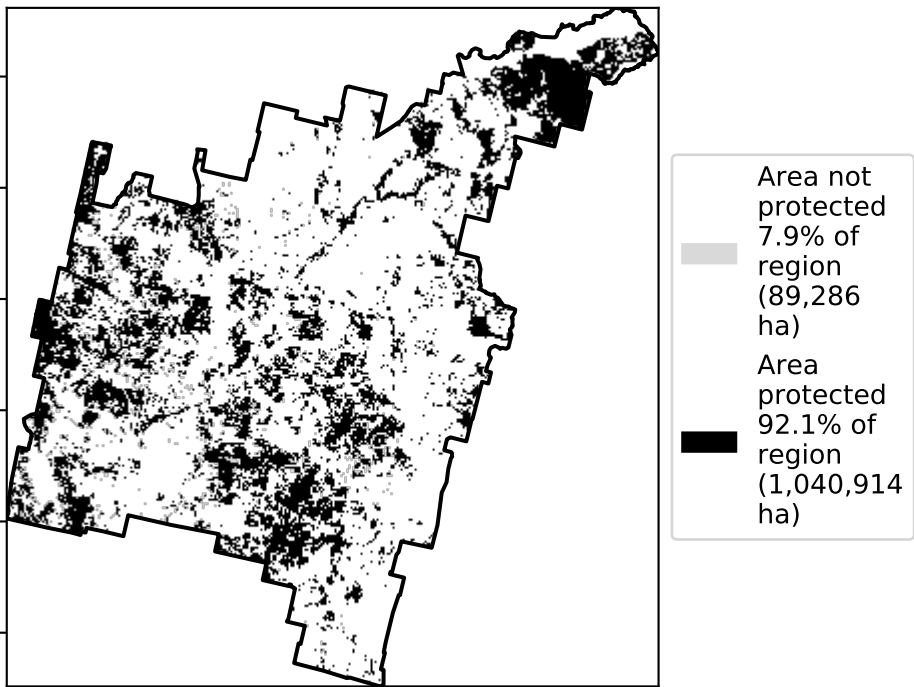 Area not
protected
7.9% of
region
(89,286
ha)
Area
protected
92.1% of
region
(1,040,914
ha)